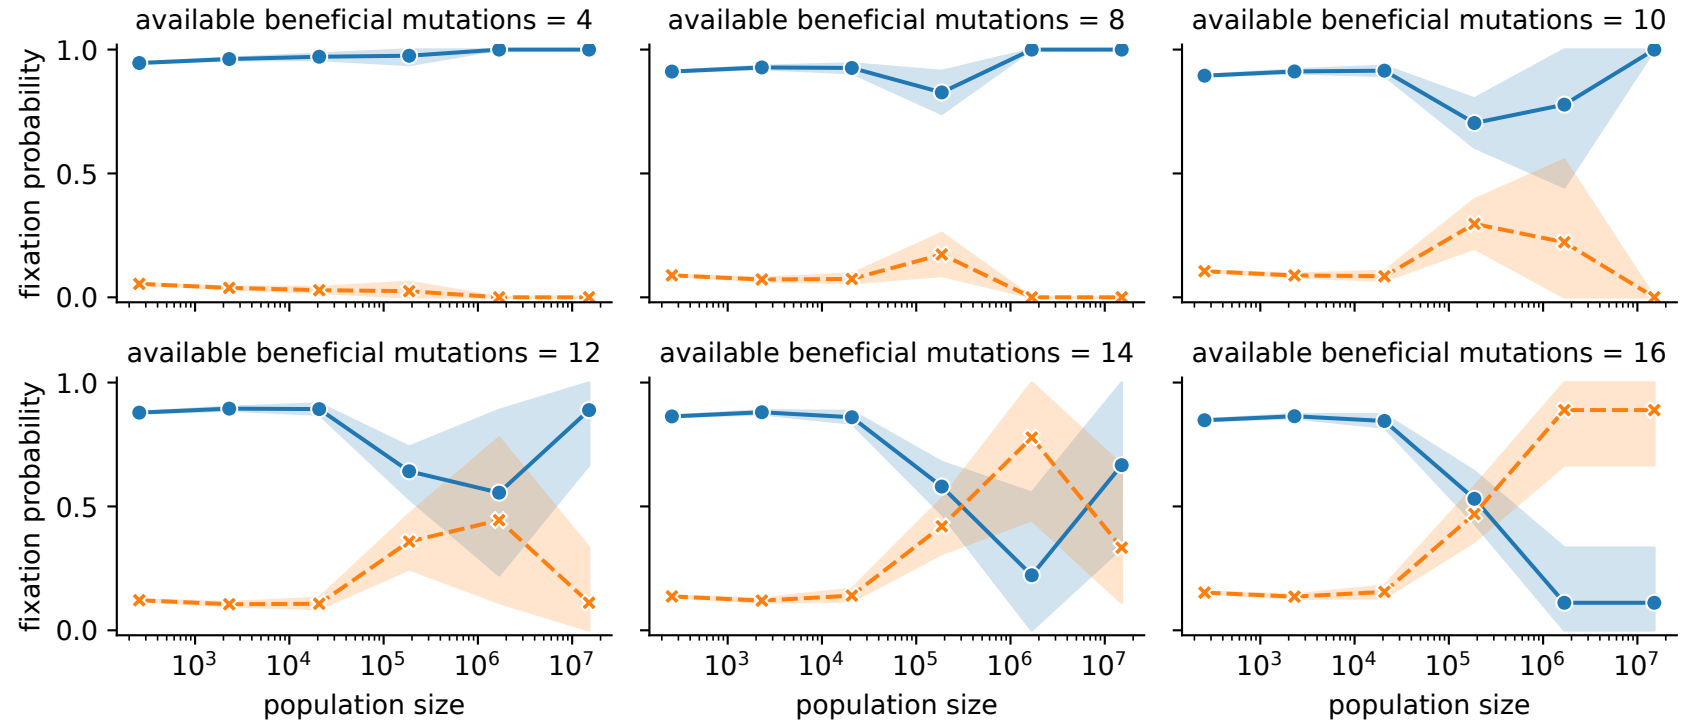 available beneficial mutations = 4
available beneficial mutations = 8
available beneficial mutations = 10
fixation probability
1.0
0.5
0.0
available beneficial mutations = 12
available beneficial mutations = 14
available beneficial mutations = 16
fixation probability
1.0
0.5
0.0
10³ 10⁴ 10⁵ 10⁶ 10⁷
10³ 10⁴ 10⁵ 10⁶ 10⁷
10³ 10⁴ 10⁵ 10⁶ 10⁷
population size
population size
population size